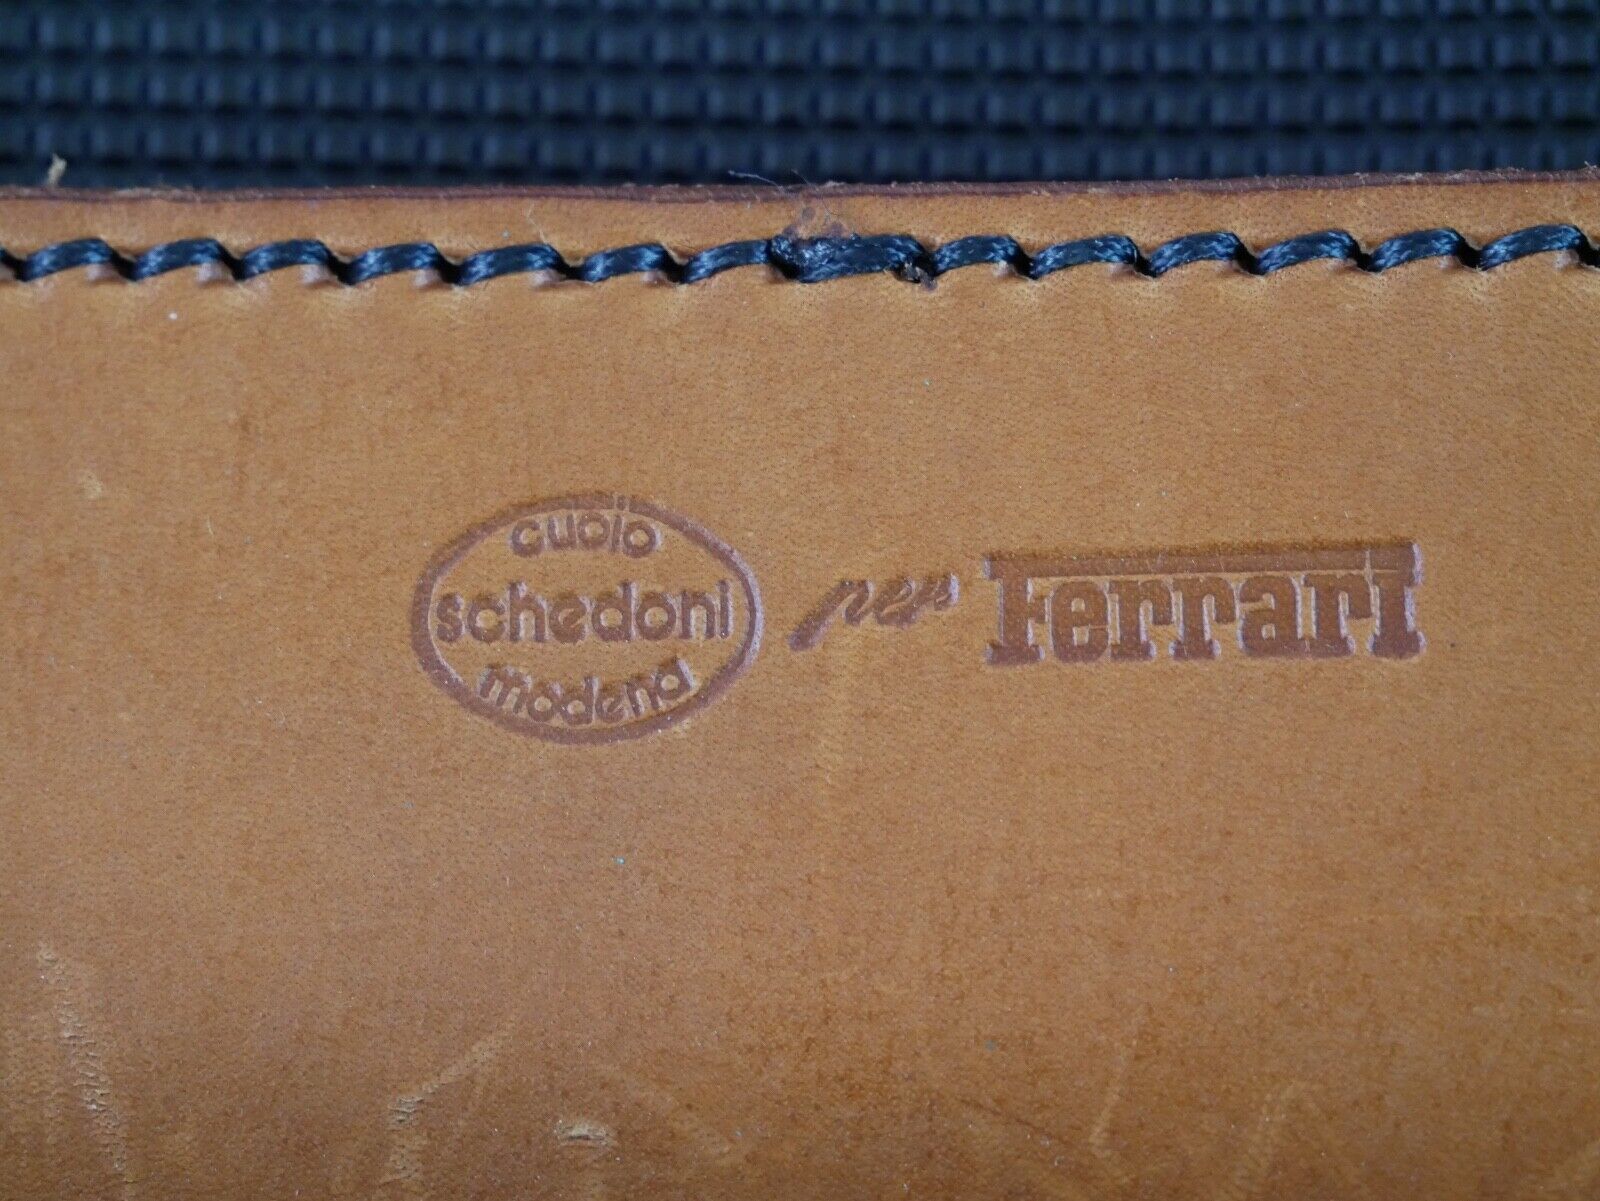 cuoio
schedoni per Ferrari
modena